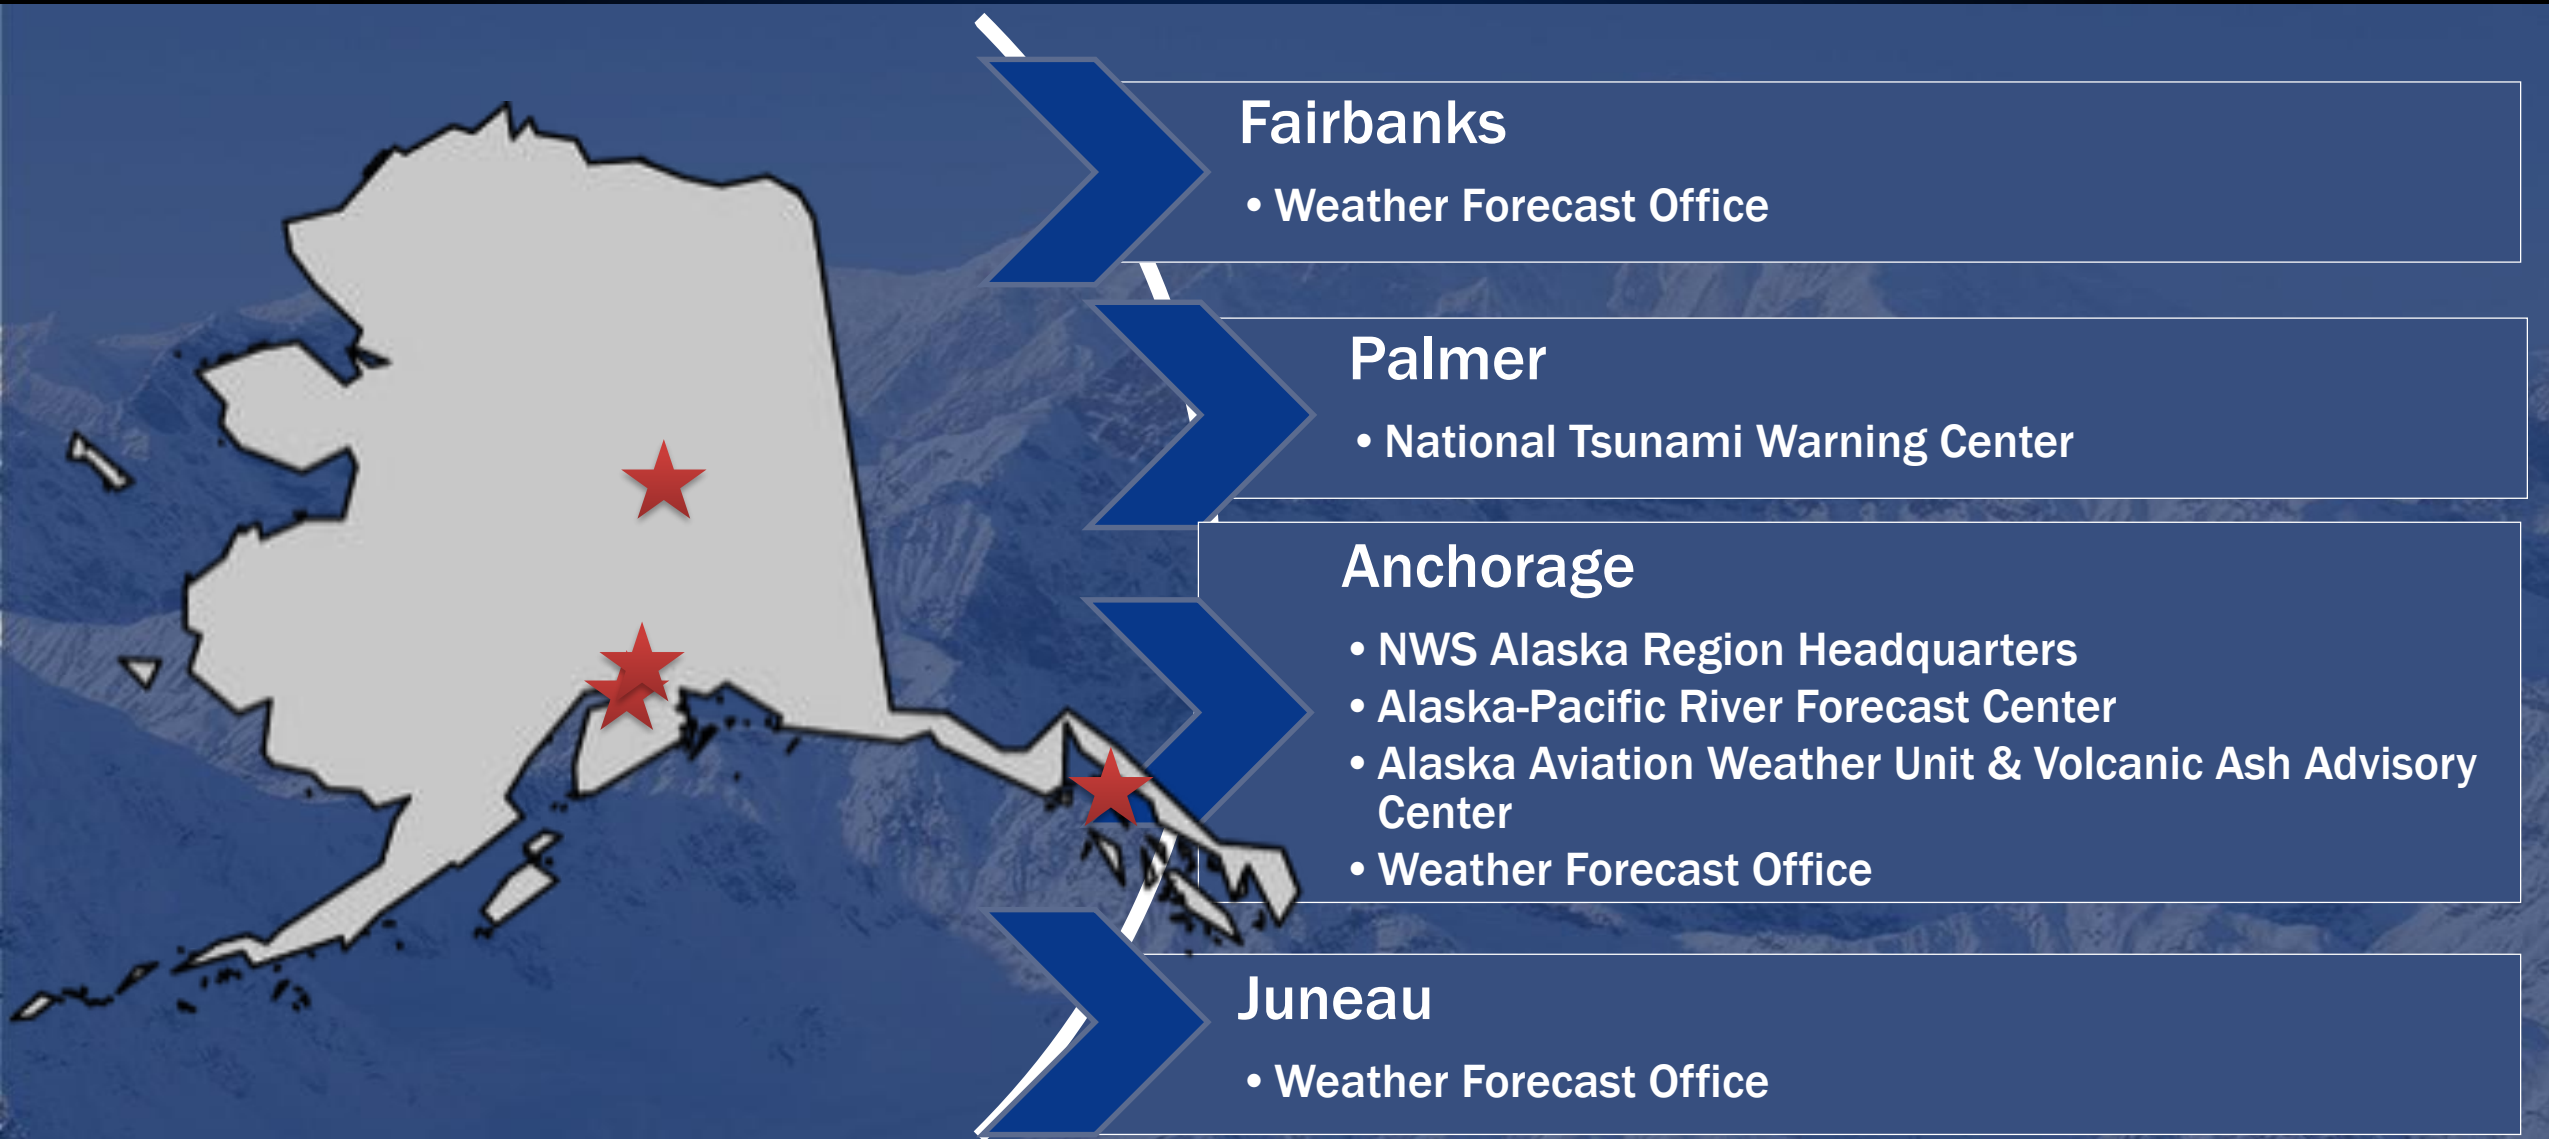 Fairbanks
• Weather Forecast Office
Palmer
• National Tsunami Warning Center
Anchorage
• NWS Alaska Region Headquarters
• Alaska-Pacific River Forecast Center
• Alaska Aviation Weather Unit & Volcanic Ash Advisory
Center
• Weather Forecast Office
Juneau
• Weather Forecast Office